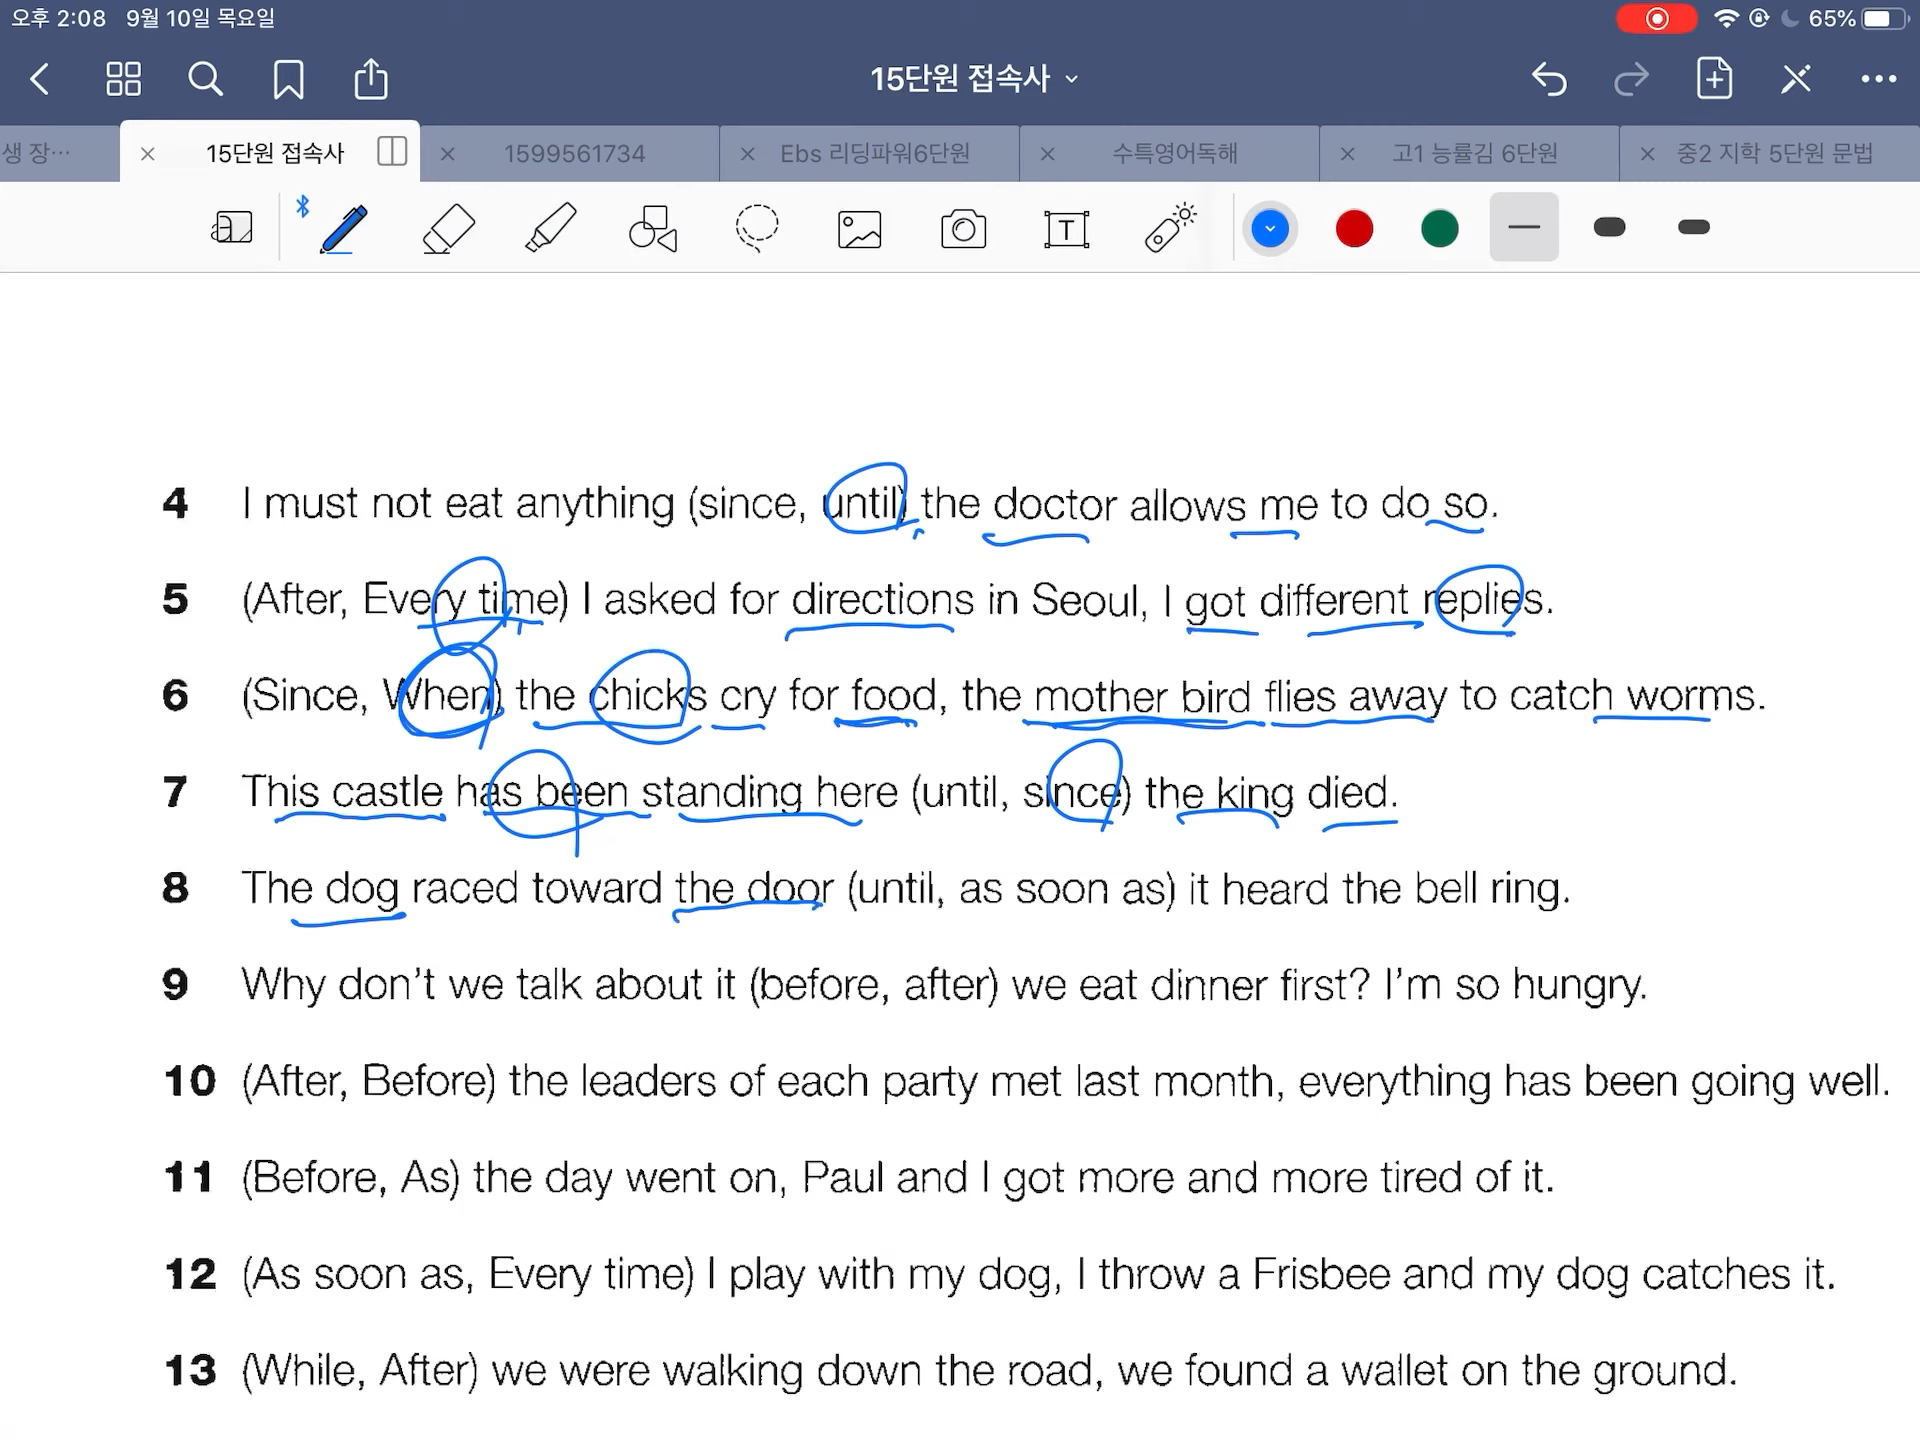 오후 2:08 9월 10일 목요일 65%
15단원 접속사
생 장··· 15단원 접속사 1599561734 Ebs 리딩파워6단원 수특영어독해 고1 능률김 6단원 중2 지학 5단원 문법
4 I must not eat anything (since, until) the doctor allows me to do so.
5 (After, Every time) I asked for directions in Seoul, I got different replies.
6 (Since, When) the chicks cry for food, the mother bird flies away to catch worms.
7 This castle has been standing here (until, since) the king died.
8 The dog raced toward the door (until, as soon as) it heard the bell ring.
9 Why don't we talk about it (before, after) we eat dinner first? I'm so hungry.
10 (After, Before) the leaders of each party met last month, everything has been going well.
11 (Before, As) the day went on, Paul and I got more and more tired of it.
12 (As soon as, Every time) I play with my dog, I throw a Frisbee and my dog catches it.
13 (While, After) we were walking down the road, we found a wallet on the ground.